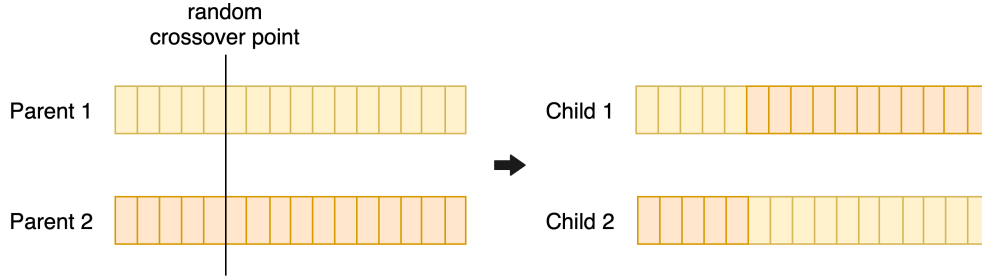 random
crossover point
Parent 1
Child 1
Parent 2
Child 2